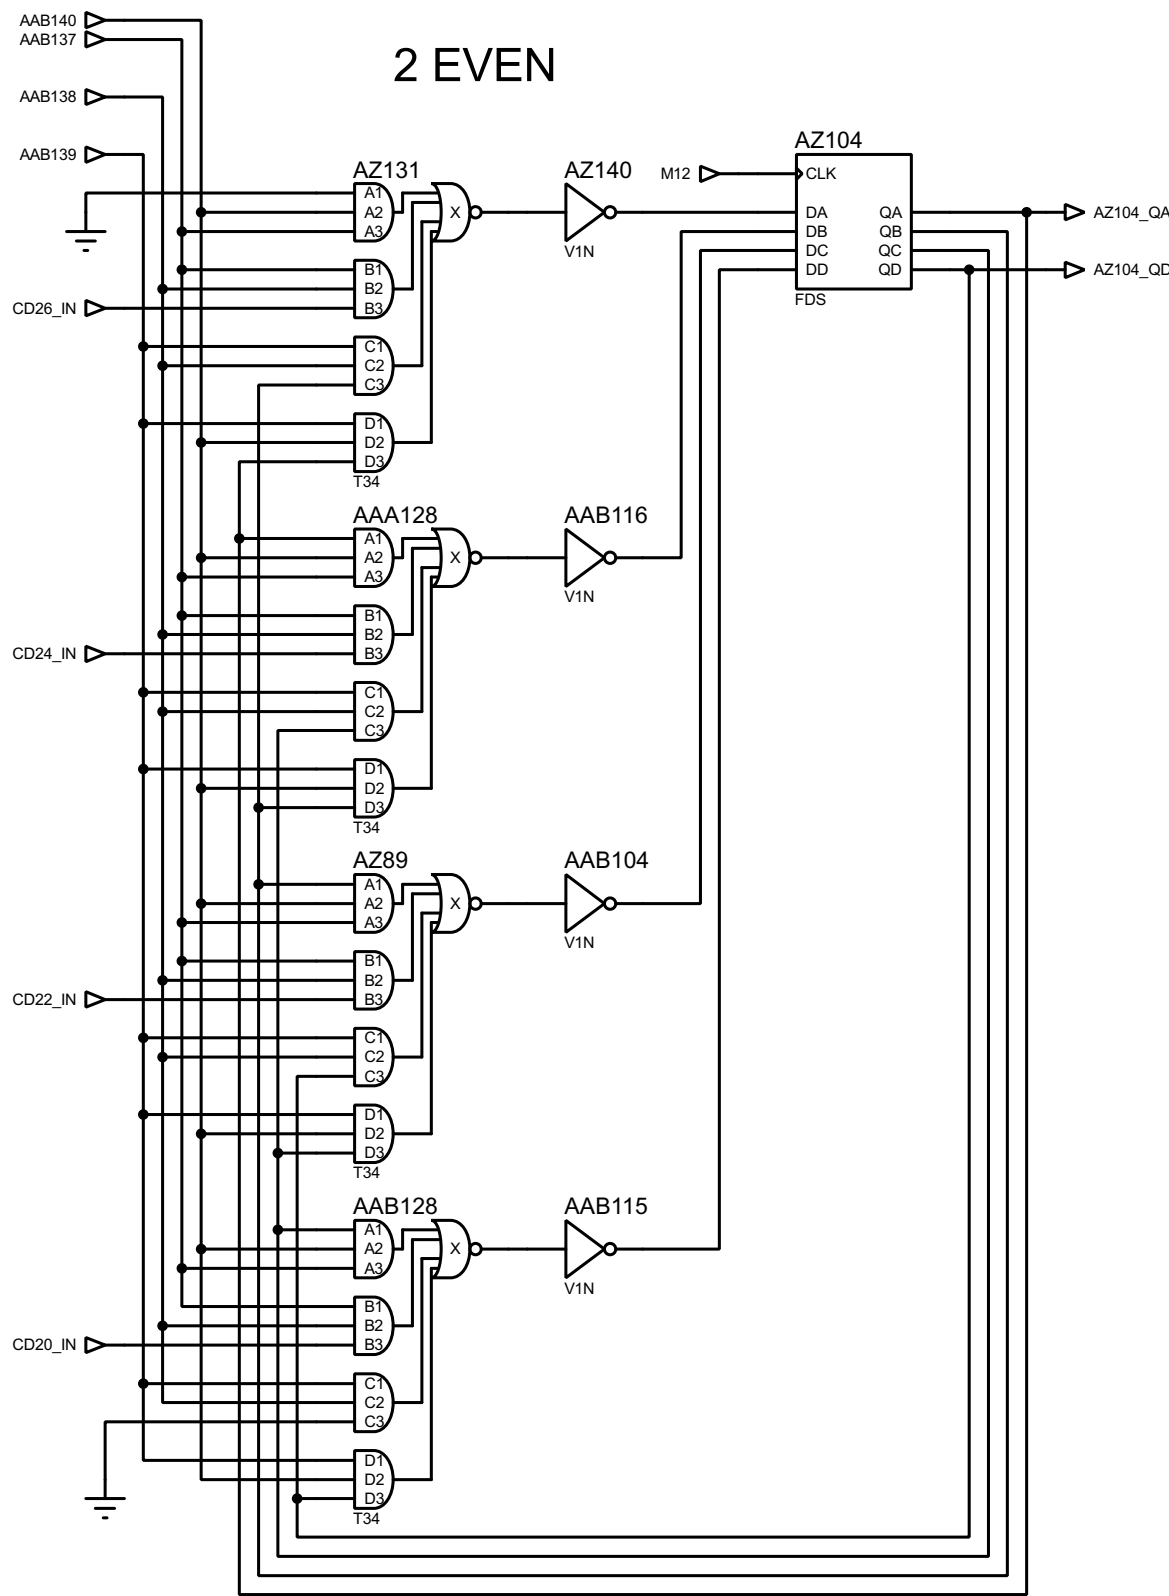 AAB140
AAB137
2 EVEN
AAB138
AAB139
AZ131
AZ140
AZ104
M12
CLK
A1
A2
A3
X
V1N
DA
DB
DC
DD
QA
QB
QC
QD
FDS
AZ104_QA
AZ104_QD
B1
B2
B3
CD26_IN
C1
C2
C3
D1
D2
D3
T34
AAA128
AAB116
A1
A2
A3
X
V1N
B1
B2
B3
CD24_IN
C1
C2
C3
D1
D2
D3
T34
AZ89
AAB104
A1
A2
A3
X
V1N
B1
B2
B3
CD22_IN
C1
C2
C3
D1
D2
D3
T34
AAB128
AAB115
A1
A2
A3
X
V1N
B1
B2
B3
CD20_IN
C1
C2
C3
D1
D2
D3
T34